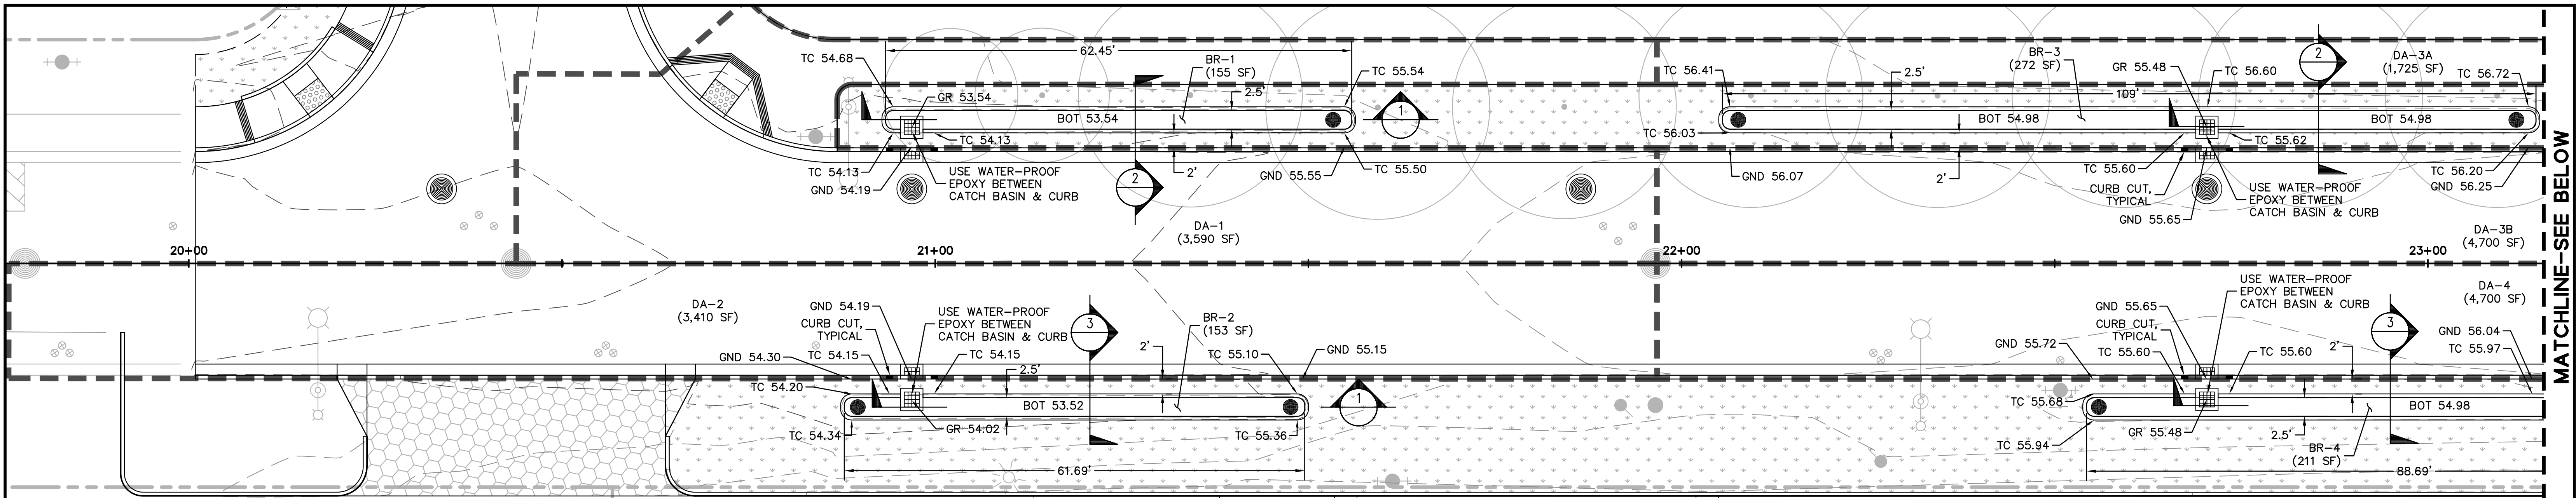 62.45'
TC 54.68
BR-1
(155 SF)
TC 55.54
2.5'
GR 53.54
BOT 53.54
TC 54.13
1
TC 54.13
GND 54.19
USE WATER-PROOF
EPOXY BETWEEN
CATCH BASIN & CURB
2
2'
GND 55.55
TC 55.50
TC 56.41
2.5'
BR-3
(272 SF)
GR 55.48
TC 56.60
2
DA-3A
(1,725 SF)
TC 56.72
109'
BOT 54.98
BOT 54.98
TC 56.03
TC 55.62
GND 56.07
2'
TC 55.60
CURB CUT,
TYPICAL
GND 55.65
USE WATER-PROOF
EPOXY BETWEEN
CATCH BASIN & CURB
TC 56.20
GND 56.25
DA-1
(3,590 SF)
DA-3B
(4,700 SF)
20+00
21+00
22+00
23+00
MATCHLINE-SEE BELOW
DA-2
(3,410 SF)
GND 54.19
CURB CUT,
TYPICAL
TC 54.15
USE WATER-PROOF
EPOXY BETWEEN
CATCH BASIN & CURB
TC 54.15
3
BR-2
(153 SF)
2'
TC 55.10
GND 55.15
GND 54.30
TC 54.20
2.5'
BOT 53.52
1
TC 54.34
GR 54.02
TC 55.36
61.69'
DA-4
(4,700 SF)
USE WATER-PROOF
EPOXY BETWEEN
CATCH BASIN & CURB
GND 55.65
CURB CUT,
TYPICAL
TC 55.60
TC 55.60
3
2'
GND 56.04
TC 55.97
GND 55.72
TC 55.68
BOT 54.98
GR 55.48
TC 55.94
2.5'
BR-4
(211 SF)
88.69'